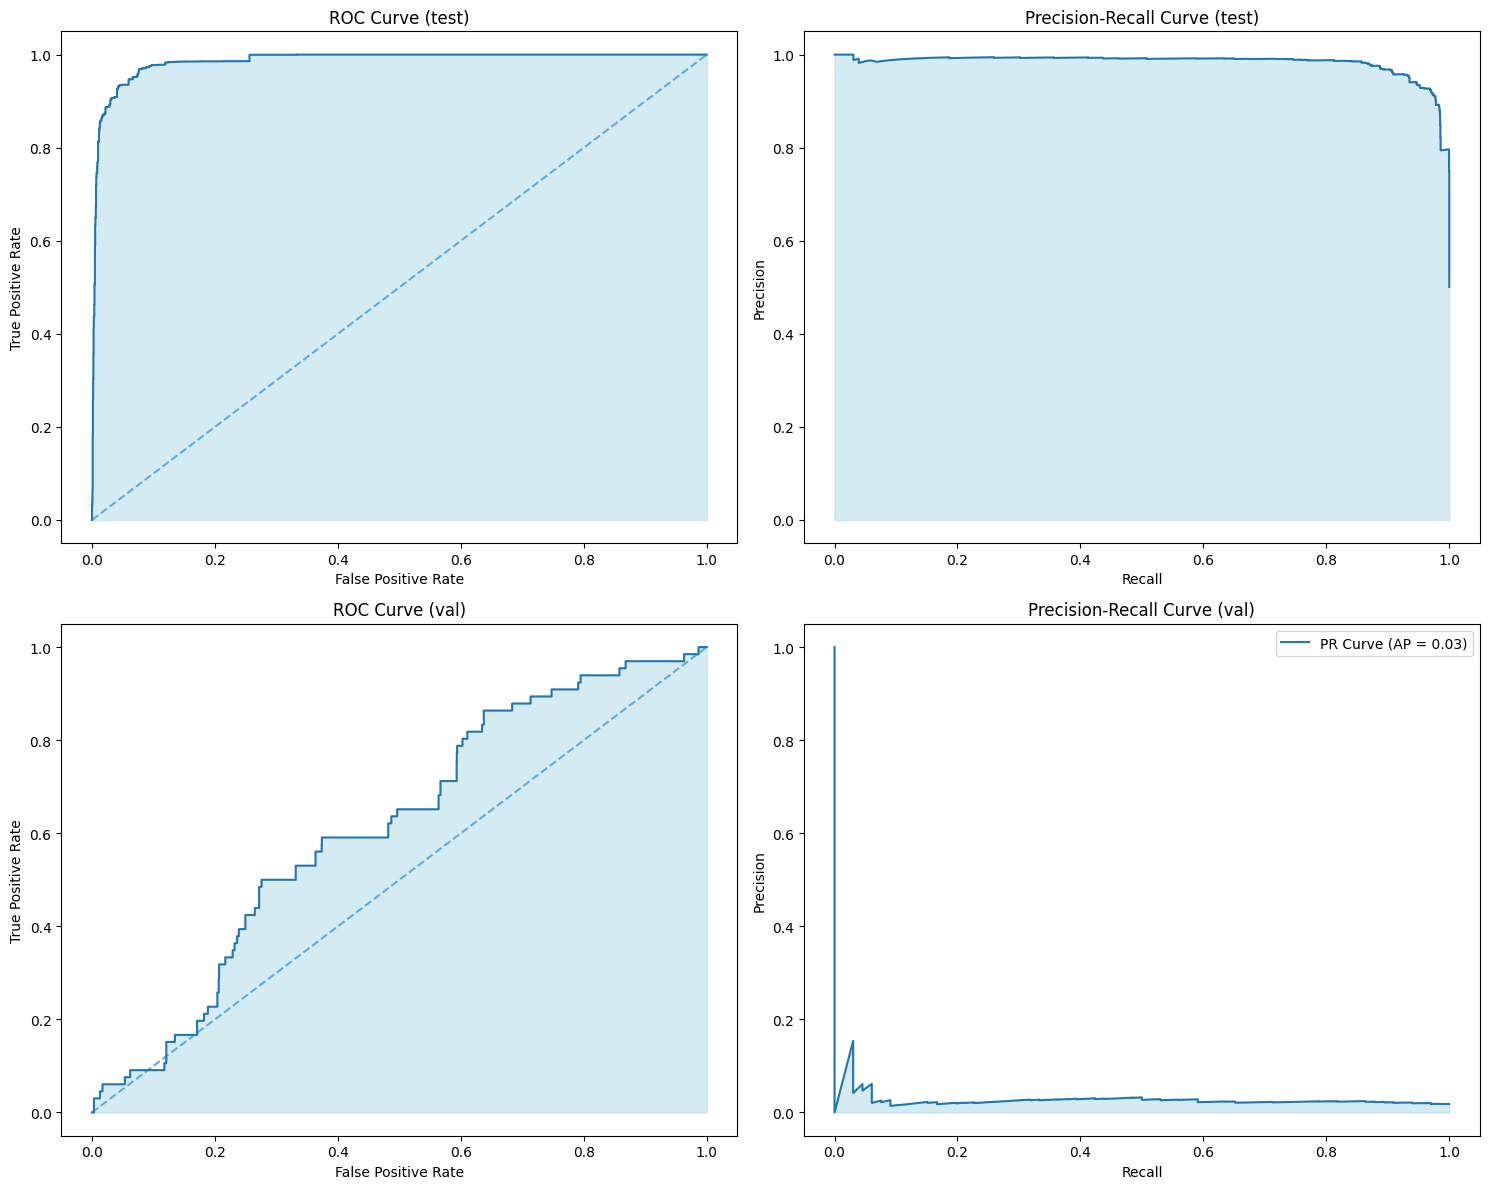 ROC Curve (test)
1.0
0.8
0.6
0.4
0.2
0.0
True Positive Rate
0.0 0.2 0.4 0.6 0.8 1.0
False Positive Rate
Precision-Recall Curve (test)
1.0
0.8
0.6
0.4
0.2
0.0
Precision
0.0 0.2 0.4 0.6 0.8 1.0
Recall
ROC Curve (val)
1.0
0.8
0.6
0.4
0.2
0.0
True Positive Rate
0.0 0.2 0.4 0.6 0.8 1.0
False Positive Rate
Precision-Recall Curve (val)
PR Curve (AP = 0.03)
1.0
0.8
0.6
0.4
0.2
0.0
Precision
0.0 0.2 0.4 0.6 0.8 1.0
Recall